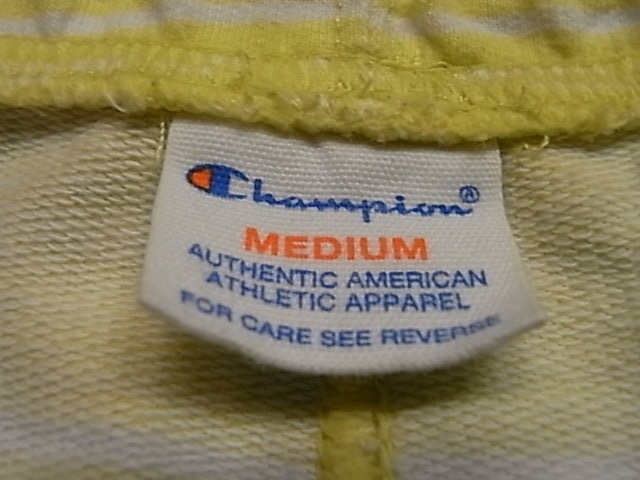 Champion®
MEDIUM
AUTHENTIC AMERICAN
ATHLETIC APPAREL
FOR CARE SEE REVERSE